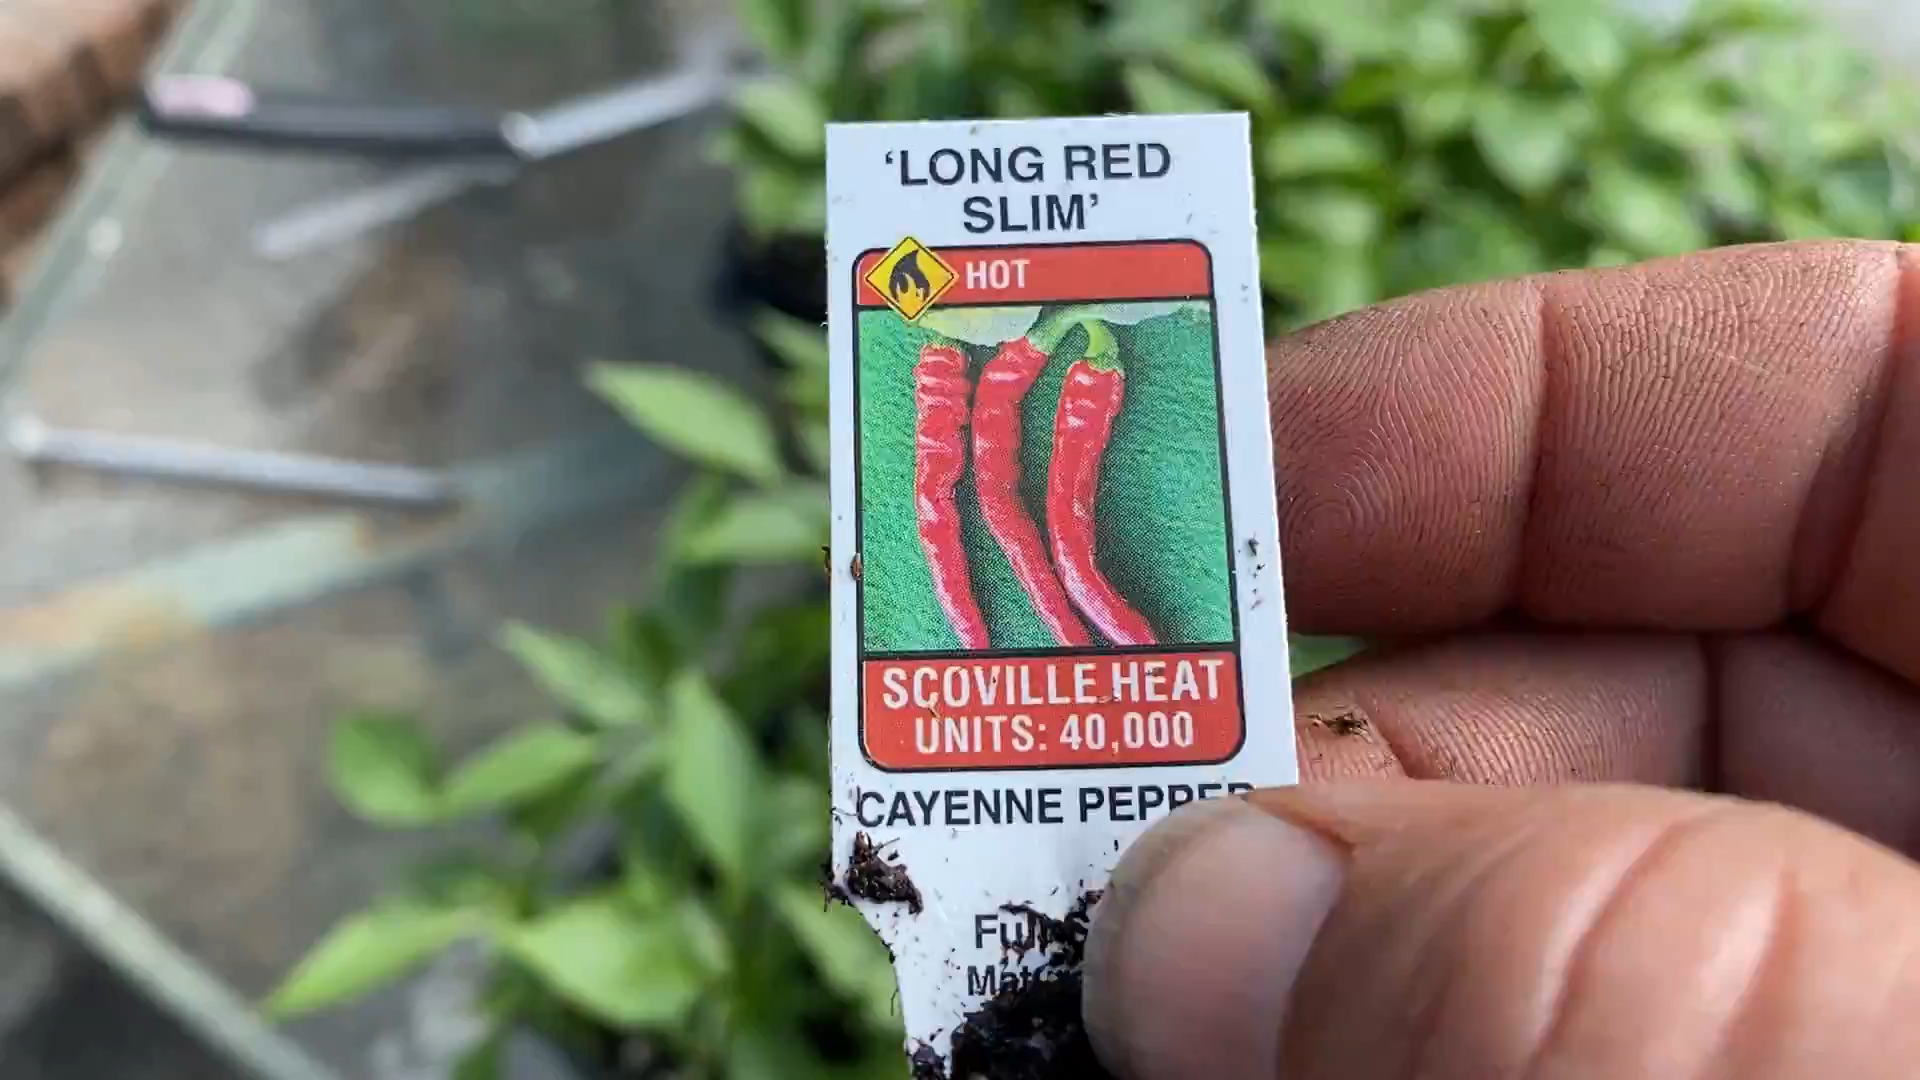 ‘LONG RED
SLIM’
HOT
SCOVILLE HEAT
UNITS: 40,000
CAYENNE PEPPER